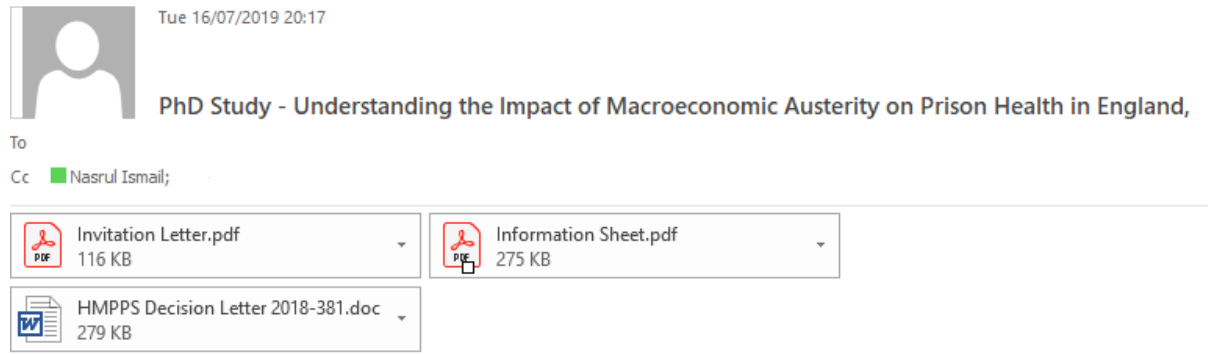 Tue 16/07/2019 20:17
PhD Study - Understanding the Impact of Macroeconomic Austerity on Prison Health in England,
To
Cc Nasrul Ismail;
Invitation Letter.pdf
116 KB
PDF
Information Sheet.pdf
275 KB
PDF
HMPPS Decision Letter 2018-381.doc
279 KB
W